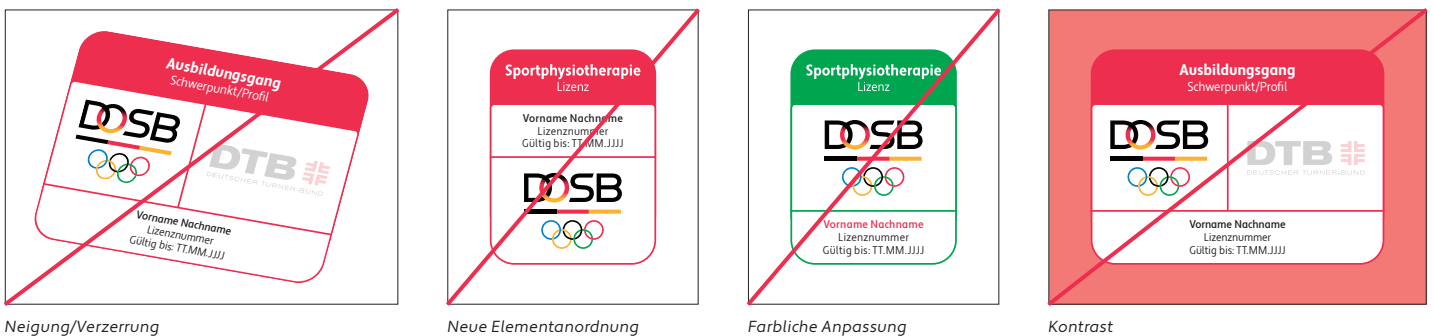 Ausbildungsgang
Schwerpunkt/Profil
DOSB
DTB
DEUTSCHER TURNER-BUND
Vorname Nachname
Lizenznummer
Gültig bis: TT.MM.JJJJ
Neigung/Verzerrung
Sportphysiotherapie
Lizenz
Vorname Nachname
Lizenznummer
Gültig bis: TT.MM.JJJJ
DOSB
Neue Elementanordnung
Sportphysiotherapie
Lizenz
DOSB
Vorname Nachname
Lizenznummer
Gültig bis: TT.MM.JJJJ
Farbliche Anpassung
Ausbildungsgang
Schwerpunkt/Profil
DOSB
DTB
DEUTSCHER TURNER-BUND
Vorname Nachname
Lizenznummer
Gültig bis: TT.MM.JJJJ
Kontrast